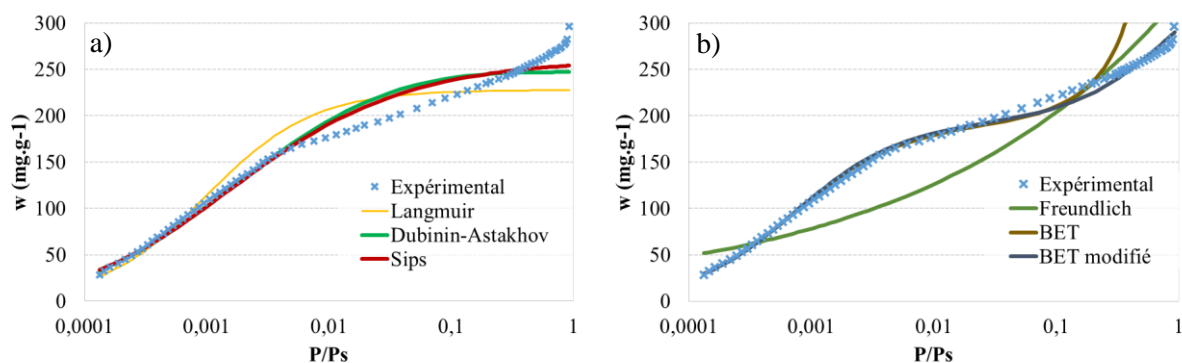 a)
300
250
200
150
100
50
0
w (mg.g-1)
Expérimental
Langmuir
Dubinin-Astakhov
Sips
0,0001 0,001 0,01 0,1 1
P/Ps
b)
300
250
200
150
100
50
0
w (mg.g-1)
Expérimental
Freundlich
BET
BET modifié
0,0001 0,001 0,01 0,1 1
P/Ps